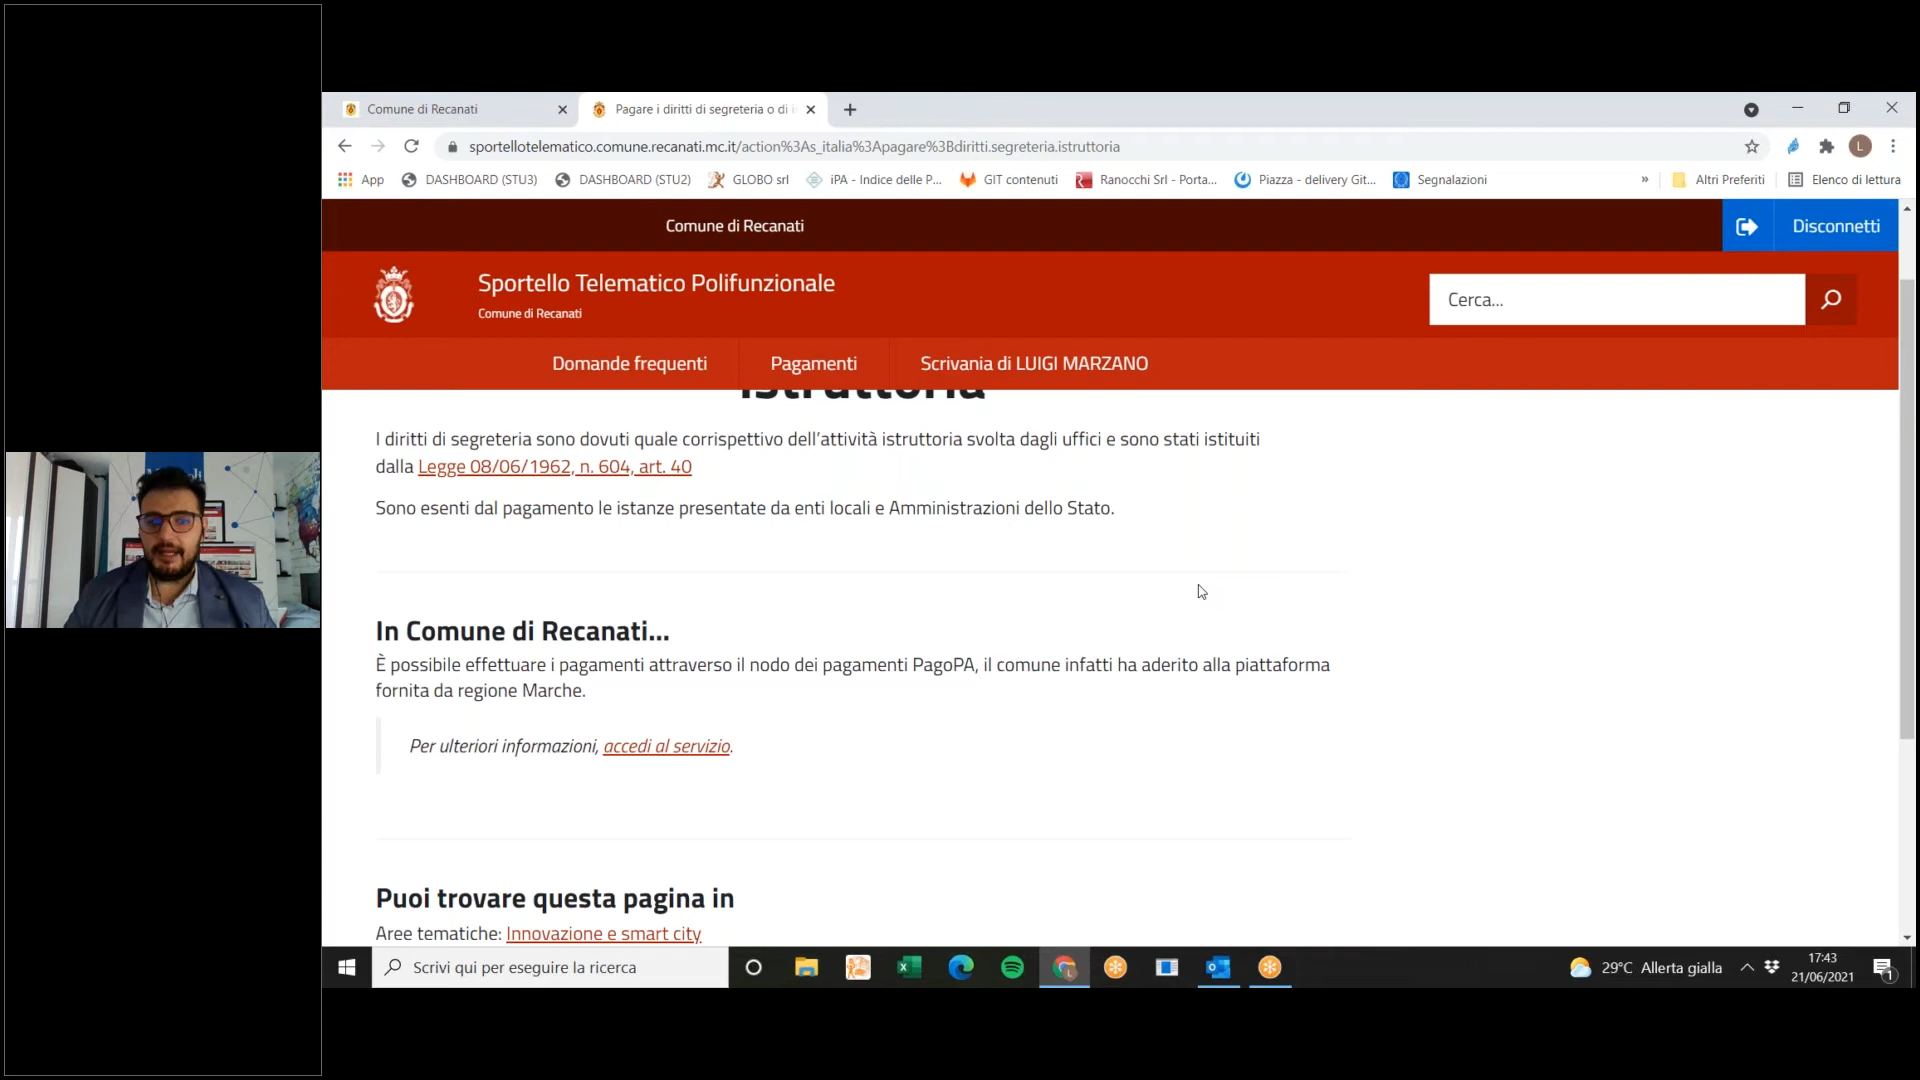 Comune di Recanati
Pagare i diritti di segreteria o di i
sportellotelematico.comune.recanati.mc.it/action%3As_italia%3Apagare%3Bdiritti.segreteria.istruttoria
L
App
DASHBOARD (STU3)
DASHBOARD (STU2)
GLOBO srl
iPA - Indice delle P...
GIT contenuti
Ranocchi Srl - Porta...
Piazza - delivery Git...
Segnalazioni
»
Altri Preferiti
Elenco di lettura
Comune di Recanati
Disconnetti
Sportello Telematico Polifunzionale
Comune di Recanati
Cerca...
Domande frequenti
Pagamenti
Scrivania di LUIGI MARZANO
istruttoria
I diritti di segreteria sono dovuti quale corrispettivo dell'attività istruttoria svolta dagli uffici e sono stati istituiti
dalla Legge 08/06/1962, n. 604, art. 40
Sono esenti dal pagamento le istanze presentate da enti locali e Amministrazioni dello Stato.
In Comune di Recanati...
È possibile effettuare i pagamenti attraverso il nodo dei pagamenti PagoPA, il comune infatti ha aderito alla piattaforma
fornita da regione Marche.
Per ulteriori informazioni, accedi al servizio.
Puoi trovare questa pagina in
Aree tematiche: Innovazione e smart city
Scrivi qui per eseguire la ricerca
29°C Allerta gialla
17:43
21/06/2021
1